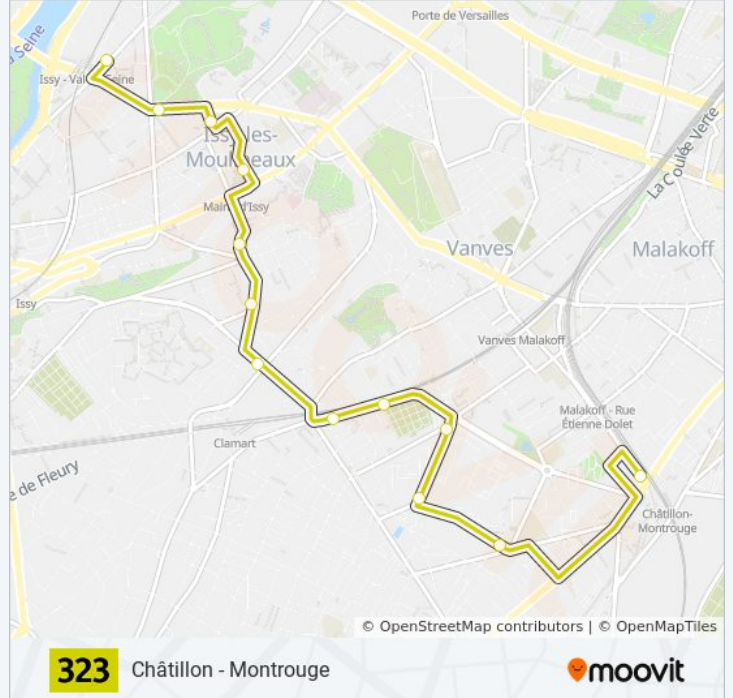 Porte de Versailles
Seine
Issy - Val de Seine
Issy-les-
Moulineaux
La Coulée Verte
Mairie d'Issy
Vanves
Malakoff
Issy
Vanves Malakoff
Malakoff - Rue
Étienne Dolet
Clamart
e de Fleury
Châtillon-
Montrouge
© OpenStreetMap contributors | © OpenMapTiles
323
Châtillon - Montrouge
moovit